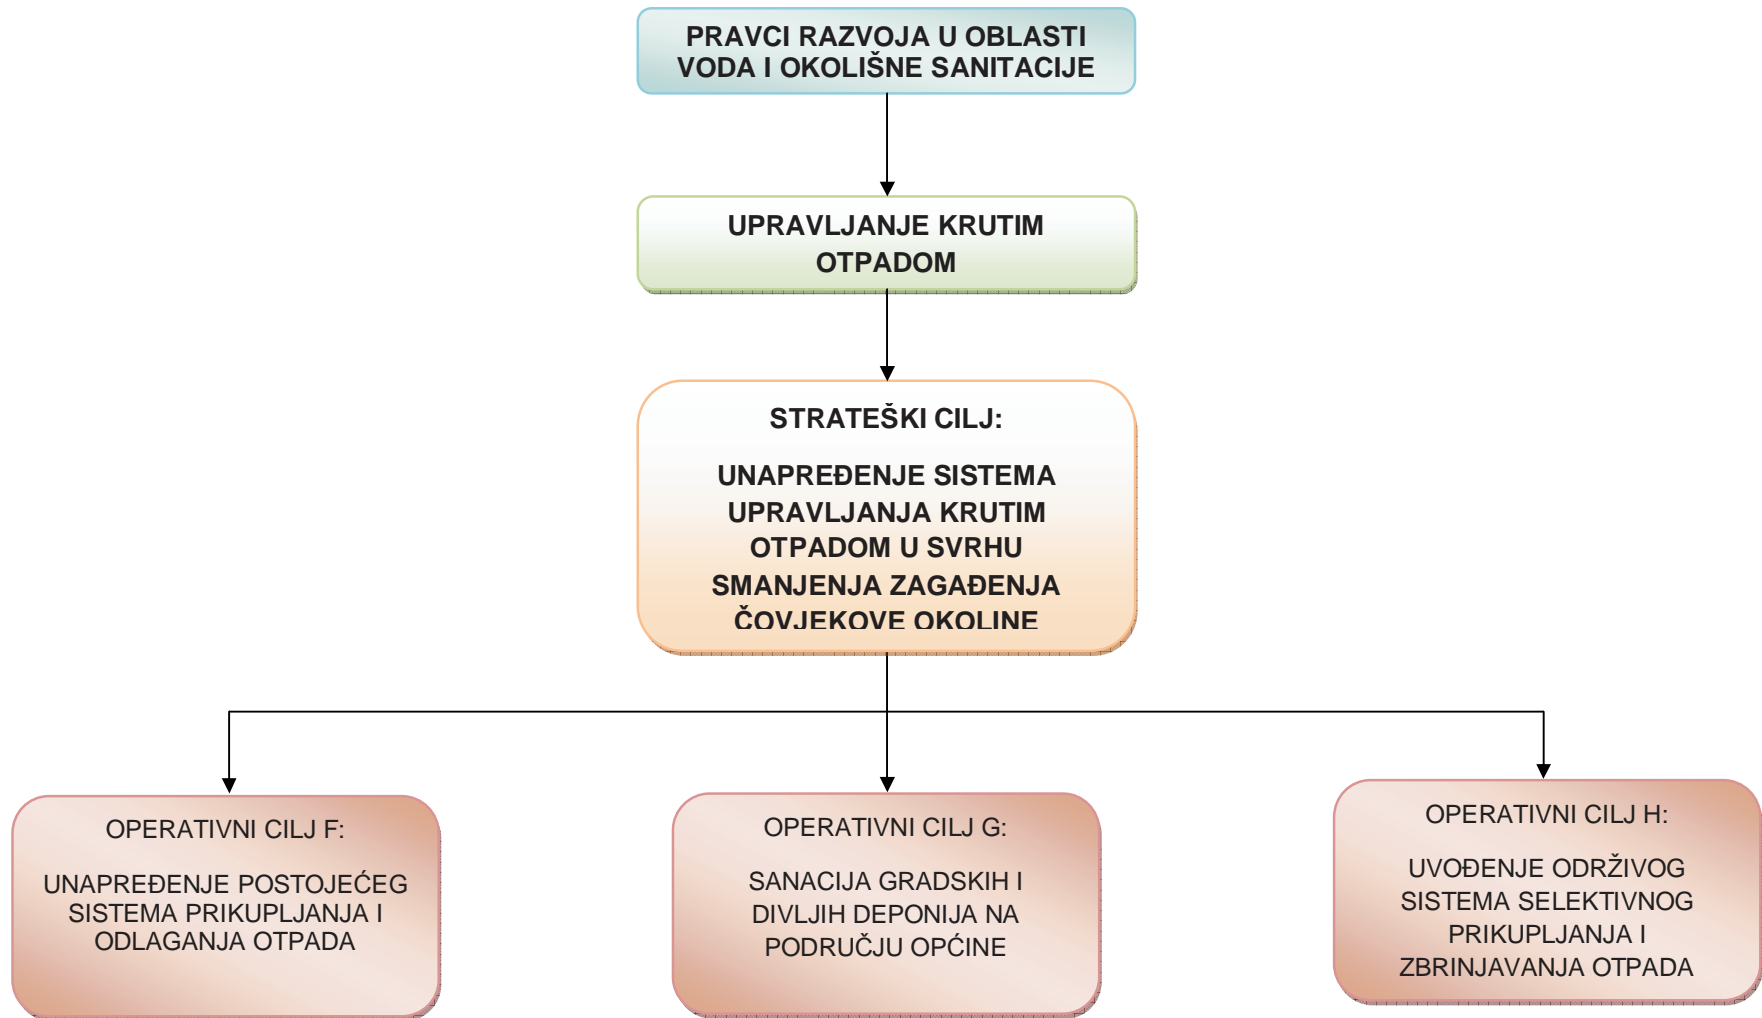 PRAVCI RAZVOJA U OBLASTI
VODA I OKOLIŠNE SANITACIJE
UPRAVLJANJE KRUTIM
OTPADOM
STRATEŠKI CILJ:
UNAPREĐENJE SISTEMA
UPRAVLJANJA KRUTIM
OTPADOM U SVRHU
SMANJENJA ZAGAĐENJA
ČOVJEKOVE OKOLINE
OPERATIVNI CILJ F:
UNAPREĐENJE POSTOJEĆEG
SISTEMA PRIKUPLJANJA I
ODLAGANJA OTPADA
OPERATIVNI CILJ G:
SANACIJA GRADSKIH I
DIVLJIH DEPONIJA NA
PODRUČJU OPĆINE
OPERATIVNI CILJ H:
UVOĐENJE ODRŽIVOG
SISTEMA SELEKTIVNOG
PRIKUPLJANJA I
ZBRINJAVANJA OTPADA